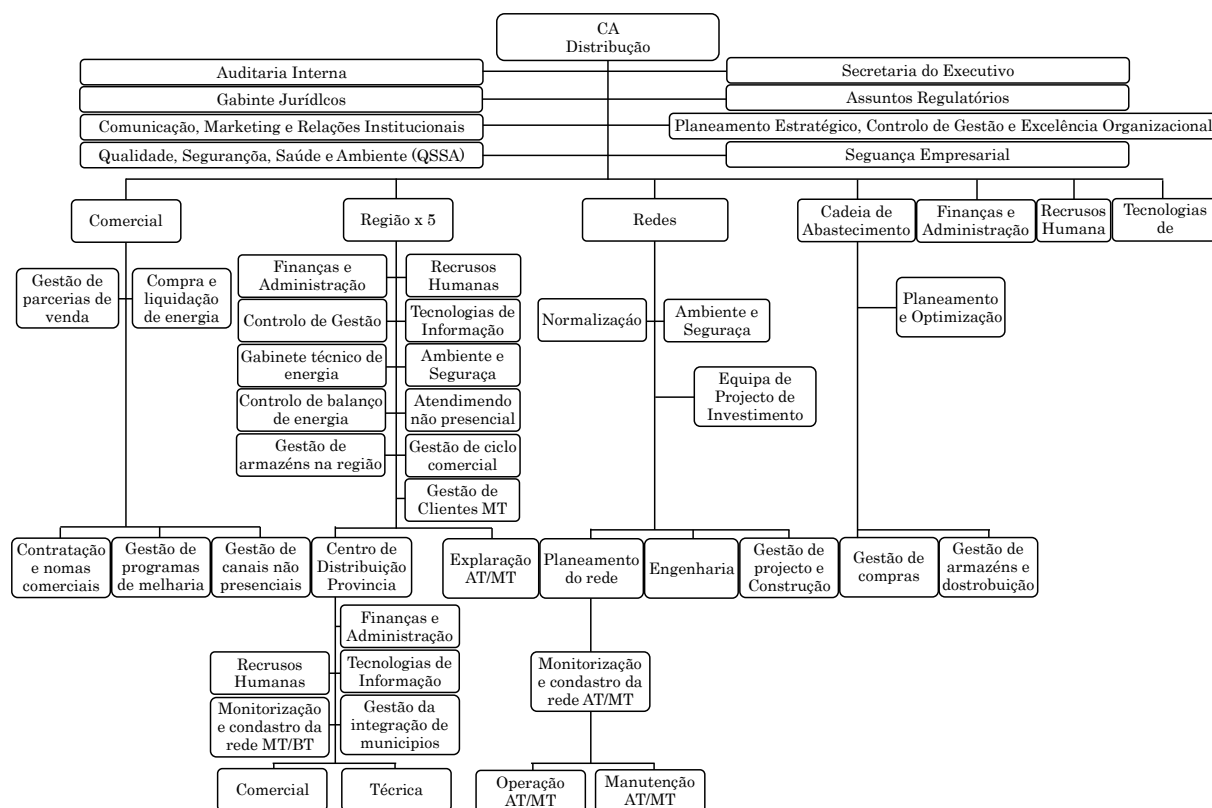 CA
Distribução
Auditaria Interna
Secretaria do Executivo
Gabinte Jurídlcos
Assuntos Regulatórios
Comunicação, Marketing e Relações Institucionais
Planeamento Estratégico, Controlo de Gestão e Excelência Organizacional
Qualidade, Segurançõa, Saúde e Ambiente (QSSA)
Seguança Empresarial
Comercial
Região x 5
Redes
Cadeia de
Abastecimento
Finanças e
Administração
Recrusos
Humana
Tecnologias
de
Gestão de
parcerias de
venda
Compra e
liquidação
de energia
Finanças e
Administração
Recrusos
Humanas
Controlo de Gestão
Tecnologias de
Informação
Gabinete técnico de
energia
Ambiente e
Seguraça
Controlo de balanço
de energia
Atendimendo
não presencial
Gestão de
armazéns na região
Gestão de ciclo
comercial
Gestão de
Clientes MT
Normalizaçáo
Ambiente e
Seguraça
Equipa de
Projecto de
Investimento
Planeamento
e Optimização
Contratação
e nomas
comerciais
Gestão de
programas
de melharia
Gestão de
canais não
presenciais
Centro de
Distribuição
Provincia
Explaração
AT/MT
Planeamento
do rede
Engenharia
Gestão de
projecto e
Construção
Gestão de
compras
Gestão de
armazéns e
dostrobuição
Finanças e
Administração
Recrusos
Humanas
Tecnologias de
Informação
Monitorização
e condastro da
rede MT/BT
Gestão da
integração de
municipios
Comercial
Técnica
Monitorização
e condastro da
rede AT/MT
Operação
AT/MT
Manutenção
AT/MT